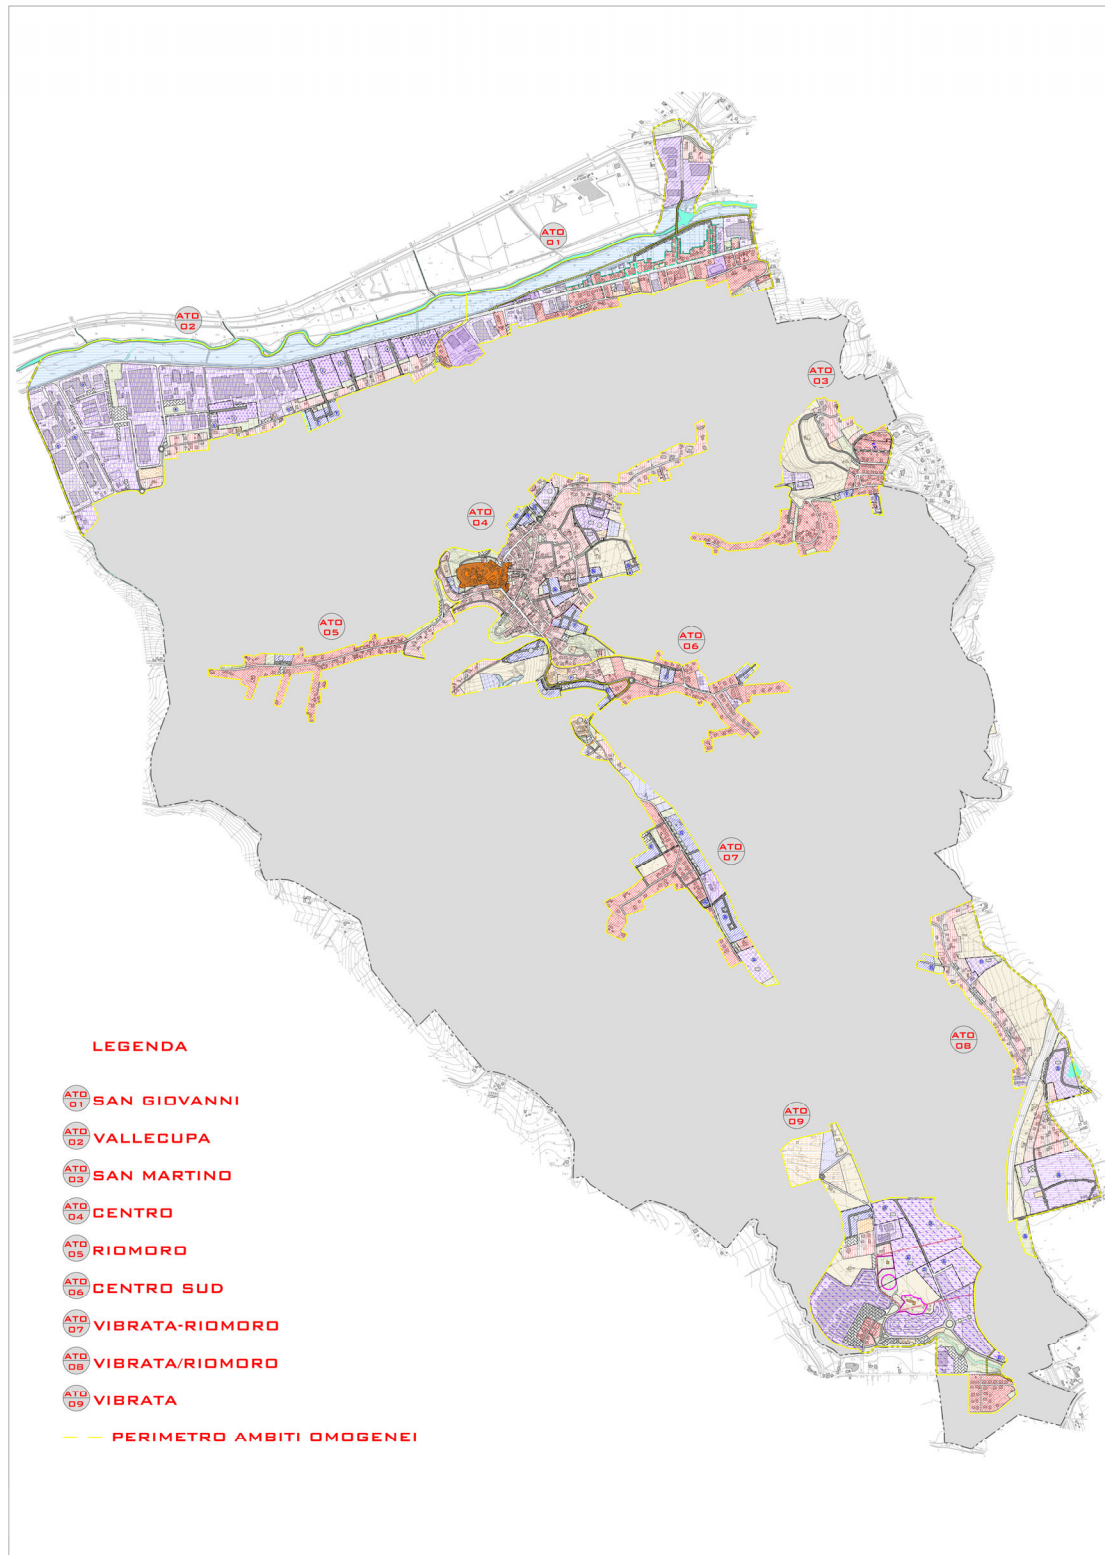 ATO 01
ATO 02
ATO 03
ATO 04
ATO 05
ATO 06
ATO 07
ATO 08
ATO 09
LEGENDA
ATO 01 SAN GIOVANNI
ATO 02 VALLECUPA
ATO 03 SAN MARTINO
ATO 04 CENTRO
ATO 05 RIOMORO
ATO 06 CENTRO SUD
ATO 07 VIBRATA-RIOMORO
ATO 08 VIBRATA/RIOMORO
ATO 09 VIBRATA
PERIMETRO AMBITI OMOGENEI